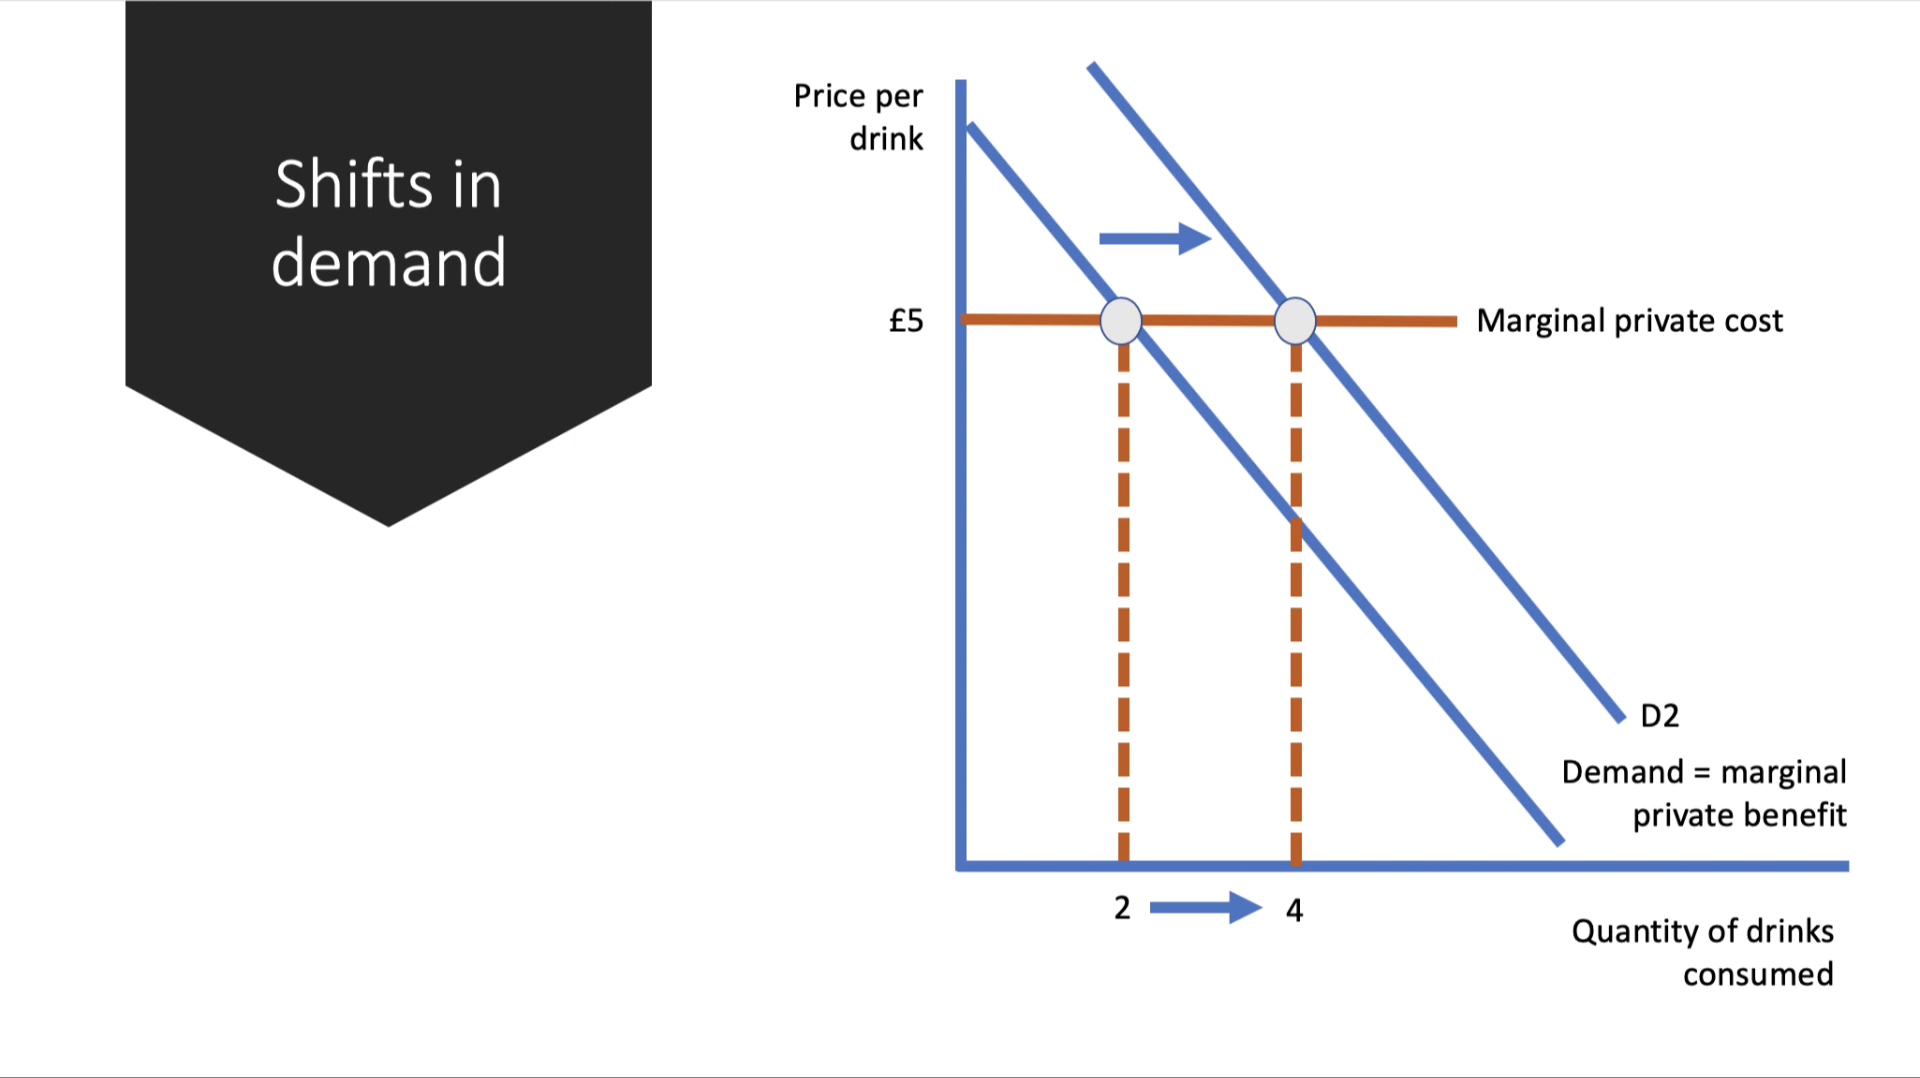 Shifts in
demand
Price per
drink
£5
Marginal private cost
D2
Demand = marginal
private benefit
2
4
Quantity of drinks
consumed